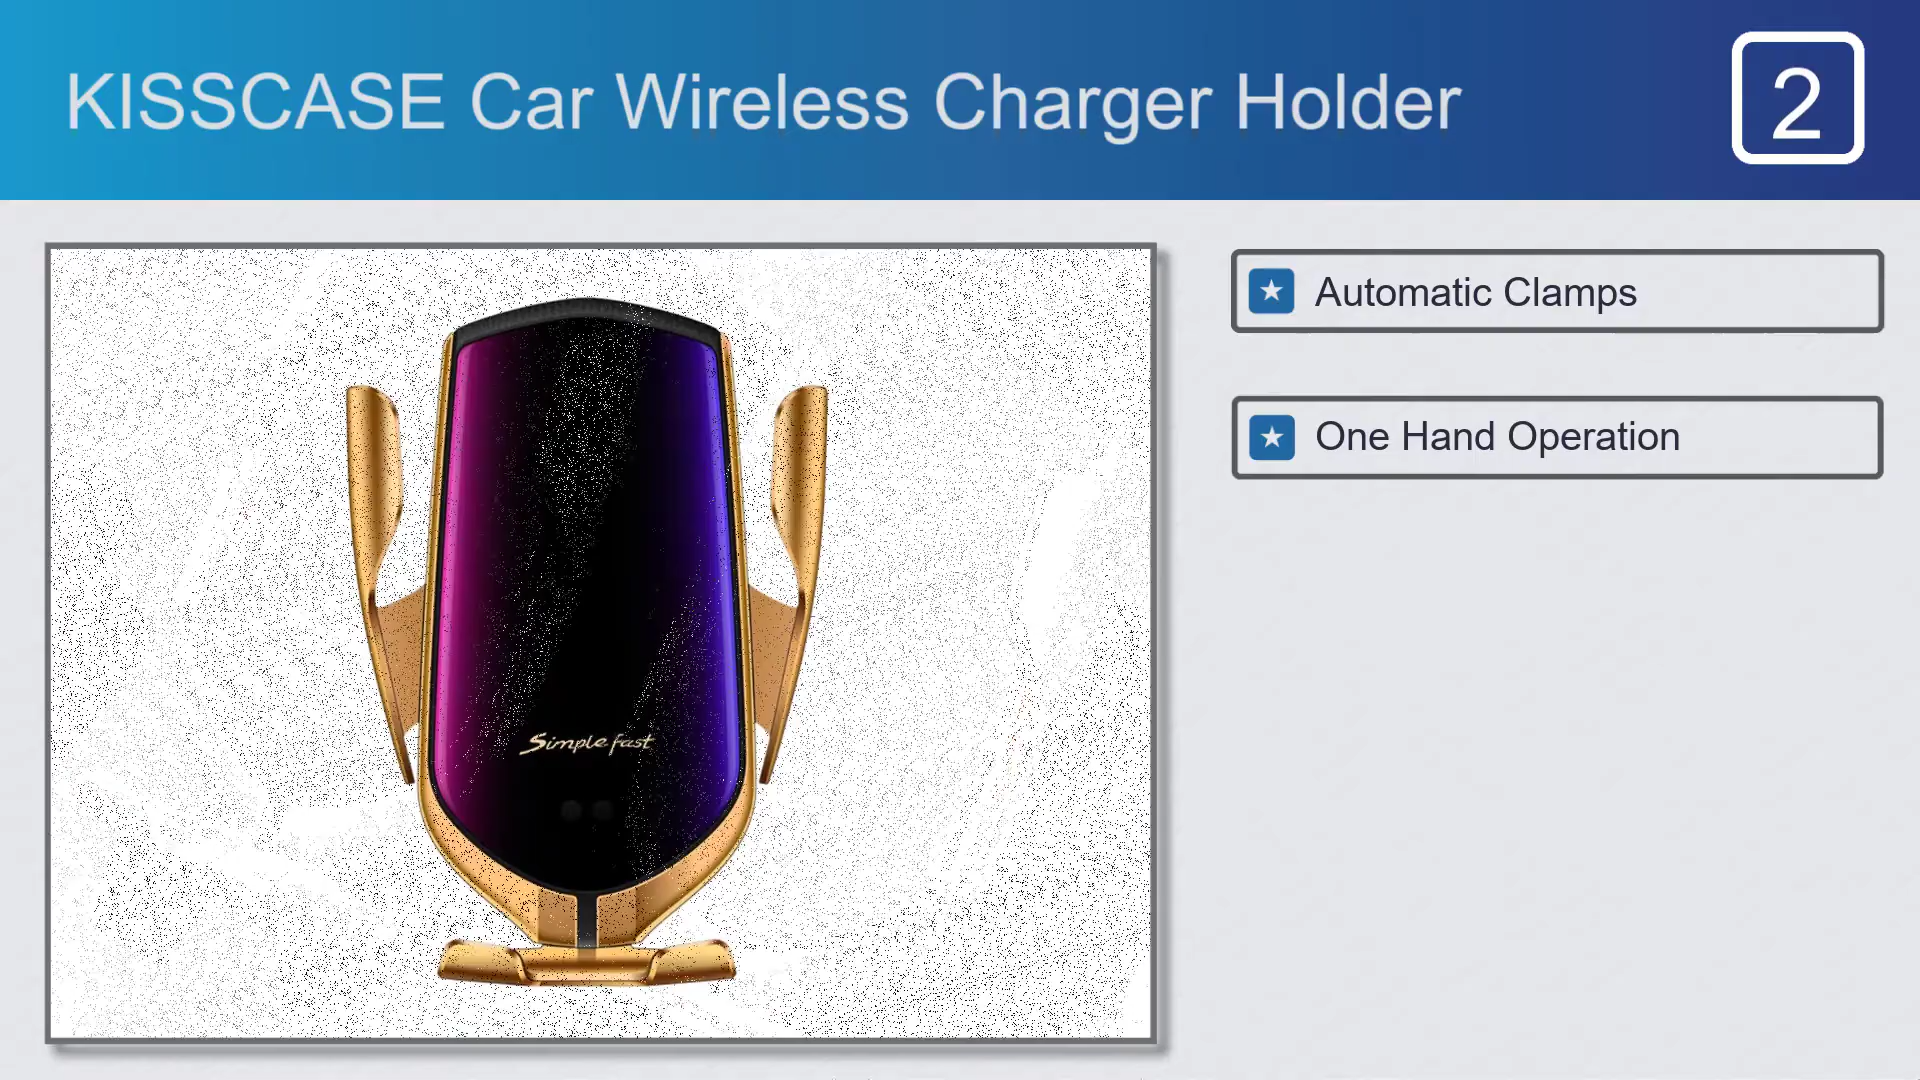 KISSCASE Car Wireless Charger Holder
2
Automatic Clamps
One Hand Operation
Simple fast